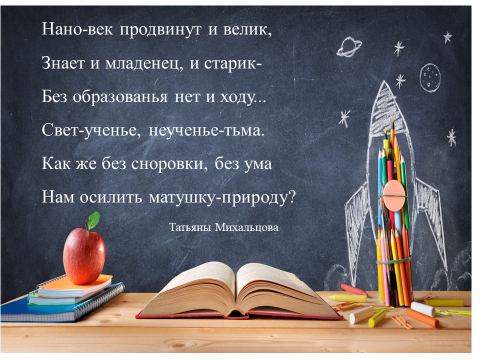 Нано-век продвинут и велик,
Знает и младенец, и старик-
Без образованья нет и ходу...
Свет-ученье, неученье-тьма.
Как же без сноровки, без ума
Нам осилить матушку-природу?
Татьяны Михальцова